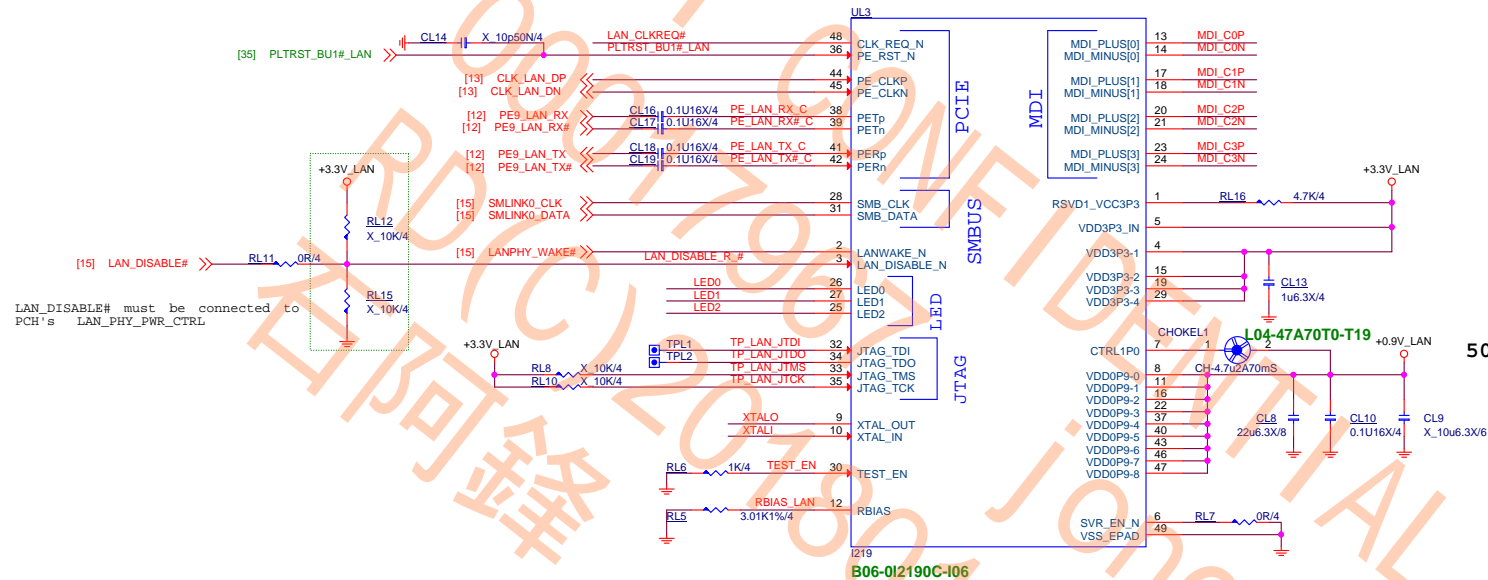 UL3
CL14 X_10p50N/4
LAN_CLKREQ# 48 CLK_REQ_N
[35] PLTRST_BU1#_LAN PLTRST_BU1#_LAN 36 PE_RST_N
[13] CLK_LAN_DP 44 PE_CLKP
[13] CLK_LAN_DN 45 PE_CLKN
[12] PE9_LAN_RX CL16 0.1U16X/4 PE_LAN_RX_C 38 PETp
[12] PE9_LAN_RX# CL17 0.1U16X/4 PE_LAN_RX#_C 39 PETn
[12] PE9_LAN_TX CL18 0.1U16X/4 PE_LAN_TX_C 41 PERp
[12] PE9_LAN_TX# CL19 0.1U16X/4 PE_LAN_TX#_C 42 PERn
PCIE
[15] SMLINK0_CLK 28 SMB_CLK
[15] SMLINK0_DATA 31 SMB_DATA
SMBUS
[15] LANPHY_WAKE# 2 LANWAKE_N
[15] LAN_DISABLE# RL11 0R/4 LAN_DISABLE_R_# 3 LAN_DISABLE_N
+3.3V_LAN
RL12
X_10K/4
RL15
X_10K/4
LAN_DISABLE# must be connected to
PCH's LAN_PHY_PWR_CTRL
LED0 26 LED0
LED1 27 LED1
LED2 25 LED2
LED
+3.3V_LAN
TPL1 TP_LAN_JTDI 32 JTAG_TDI
TPL2 TP_LAN_JTDO 34 JTAG_TDO
RL8 X_10K/4 TP_LAN_JTMS 33 JTAG_TMS
RL10 X_10K/4 TP_LAN_JTCK 35 JTAG_TCK
JTAG
XTALO 9 XTAL_OUT
XTALI 10 XTAL_IN
RL6 1K/4 TEST_EN 30 TEST_EN
RL5 3.01K1%/4 RBIAS_LAN 12 RBIAS
I219
B06-0I2190C-I06
MDI
MDI_PLUS[0] 13 MDI_C0P
MDI_MINUS[0] 14 MDI_C0N
MDI_PLUS[1] 17 MDI_C1P
MDI_MINUS[1] 18 MDI_C1N
MDI_PLUS[2] 20 MDI_C2P
MDI_MINUS[2] 21 MDI_C2N
MDI_PLUS[3] 23 MDI_C3P
MDI_MINUS[3] 24 MDI_C3N
+3.3V_LAN
RSVD1_VCC3P3 1 RL16 4.7K/4
VDD3P3_IN 5
VDD3P3-1 4
VDD3P3-2 15
VDD3P3-3 19
VDD3P3-4 29
CL13
1u6.3X/4
CHOKEL1 L04-47A70T0-T19
CTRL1P0 7 1 2
CH-4.7u2A70mS
+0.9V_LAN
50
VDD0P9-0 8
VDD0P9-1 11
VDD0P9-2 16
VDD0P9-3 22
VDD0P9-4 37
VDD0P9-5 40
VDD0P9-6 43
VDD0P9-7 46
VDD0P9-8 47
CL8
22u6.3X/8
CL10
0.1U16X/4
CL9
X_10u6.3X/6
SVR_EN_N 6 RL7 0R/4
VSS_EPAD 49
CONFIDENTIAL
00017967
RD(C)201801
石阿鋒